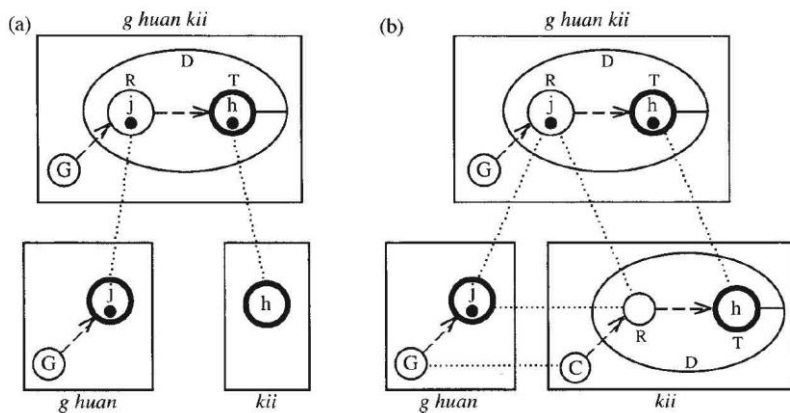 (a) g huan kii
D
R T
j h
G
j
G
g huan
h
kii
(b) g huan kii
D
R T
j h
G
j
G
g huan
h
C R T
D
kii